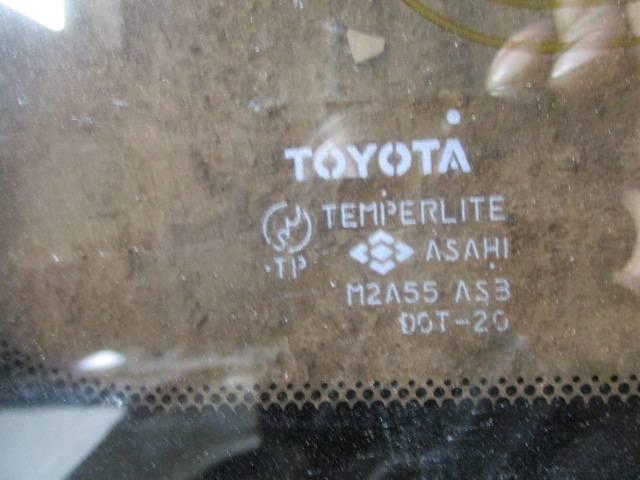 TOYOTA
TEMPERLITE
ASAHI
TP
M2A55 AS3
DOT-20